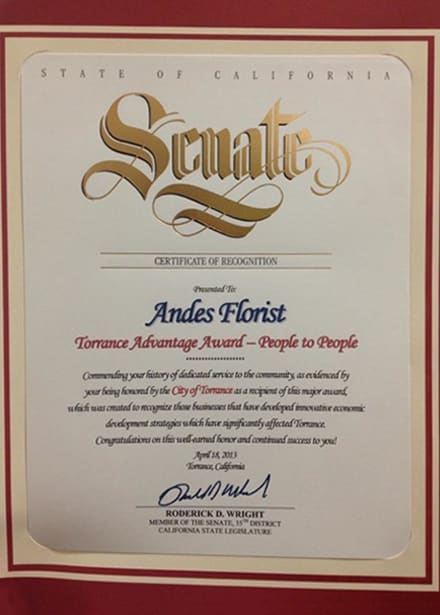 STATE OF CALIFORNIA
Senate
CERTIFICATE OF RECOGNITION
Presented To:
Andes Florist
Torrance Advantage Award – People to People
Commending your history of dedicated service to the community, as evidenced by
your being honored by the City of Torrance as a recipient of this major award,
which was created to recognize those businesses that have developed innovative economic
development strategies which have significantly affected Torrance.
Congratulations on this well-earned honor and continued success to you!
April 18, 2013
Torrance, California
RODERICK D. WRIGHT
MEMBER OF THE SENATE, 35TH DISTRICT
CALIFORNIA STATE LEGISLATURE